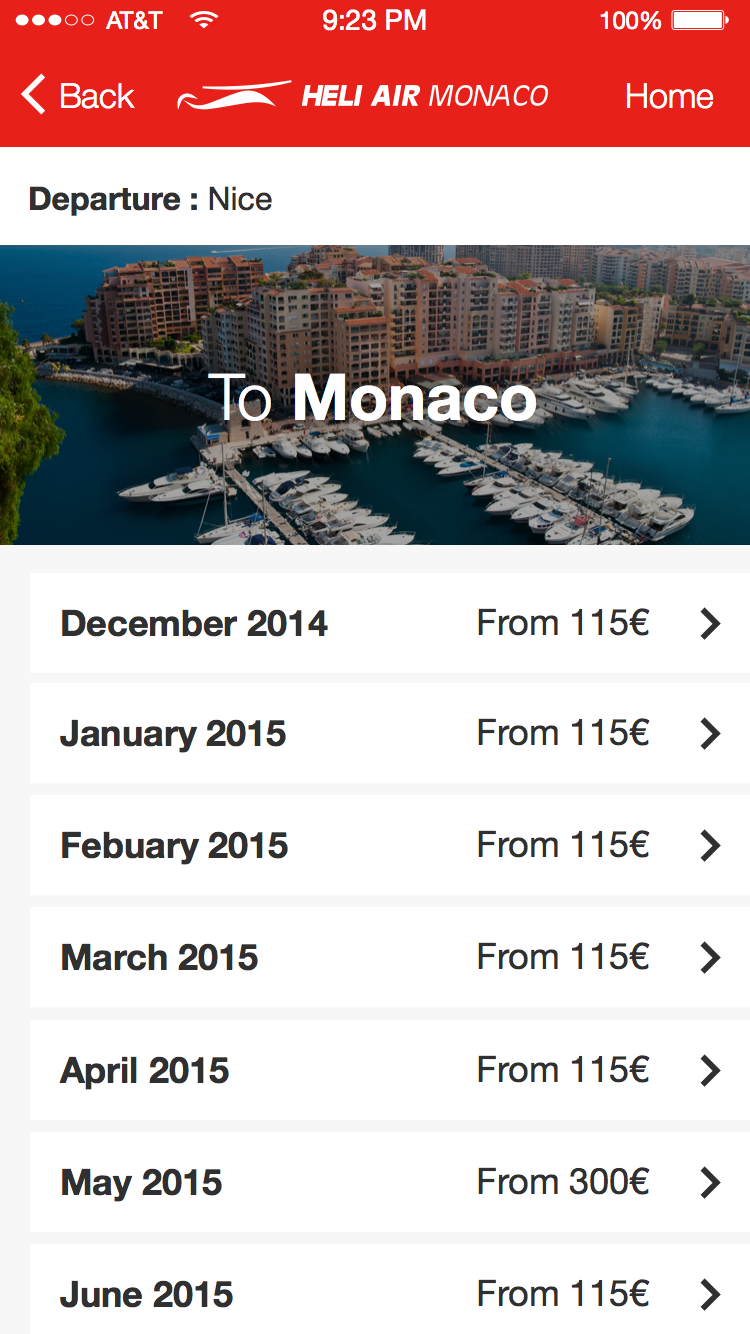 AT&T 9:23 PM 100%
Back HELI AIR MONACO Home
Departure : Nice
To Monaco
December 2014 From 115€
January 2015 From 115€
Febuary 2015 From 115€
March 2015 From 115€
April 2015 From 115€
May 2015 From 300€
June 2015 From 115€